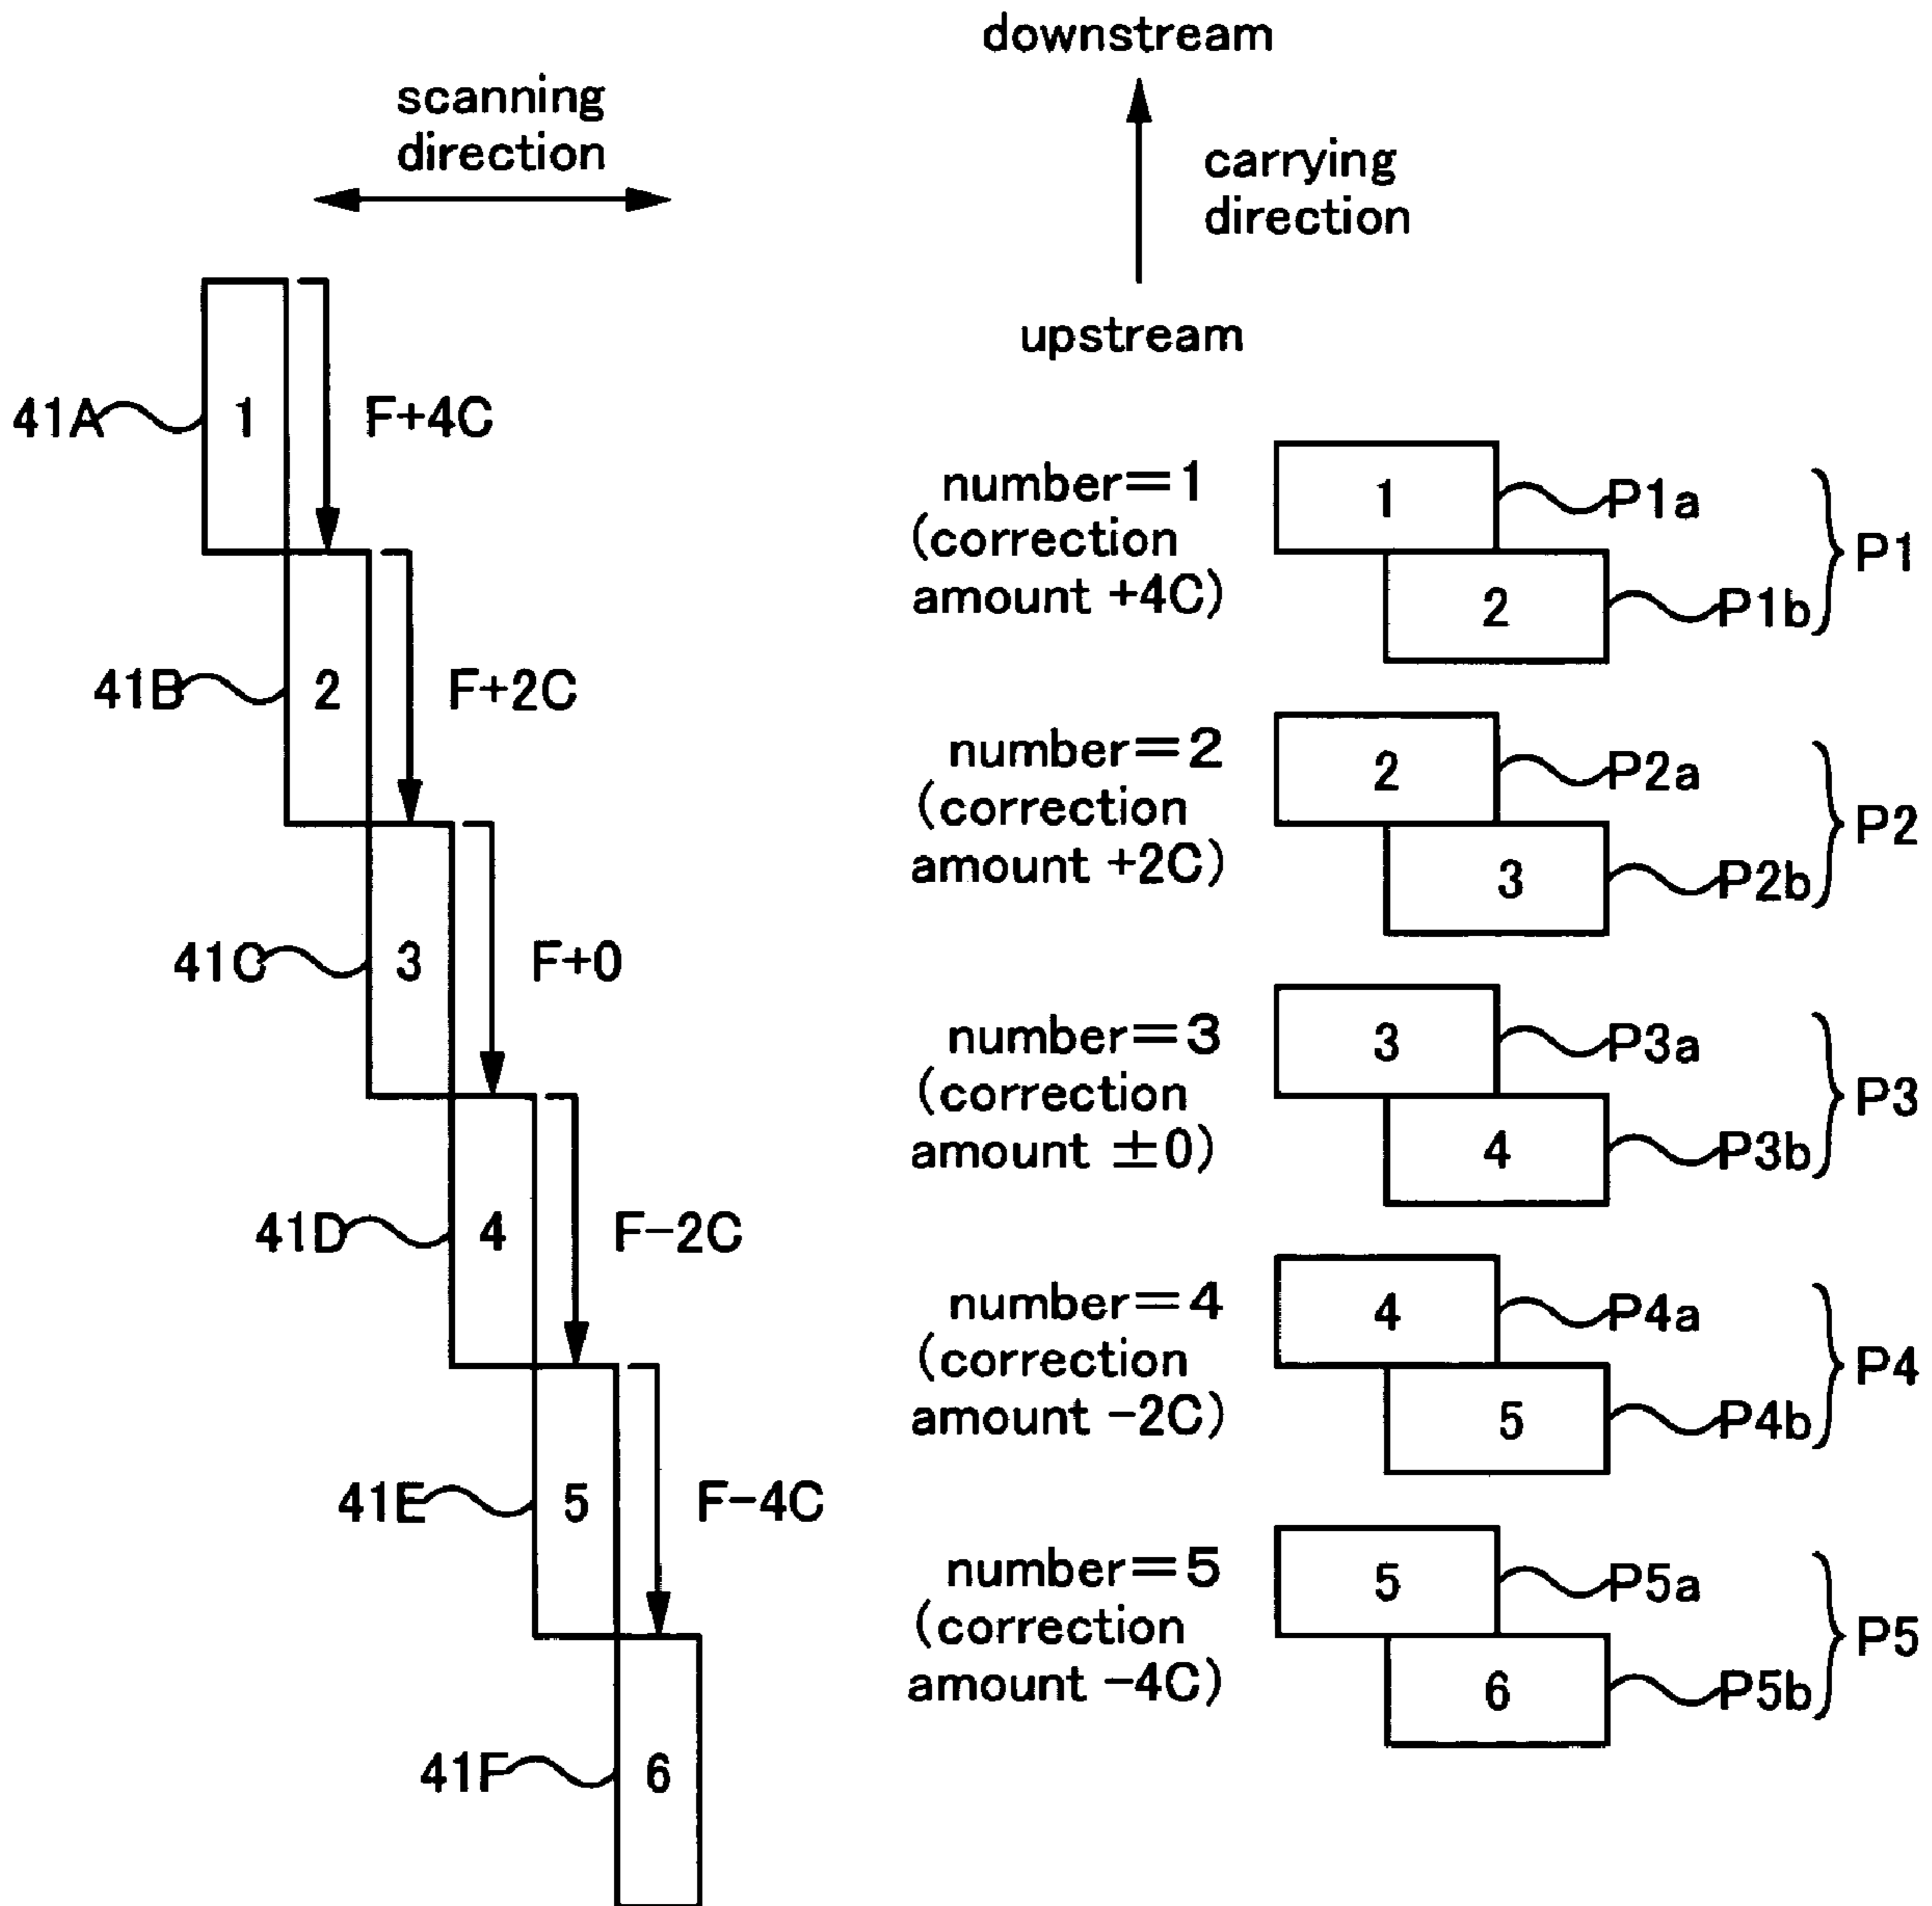 downstream
scanning
direction
carrying
direction
upstream
41A
1
F+4C
41B
2
F+2C
41C
3
F+0
41D
4
F−2C
41E
5
F−4C
41F
6
number=1
(correction
amount +4C)
1
P1a
2
P1b
P1
number=2
(correction
amount +2C)
2
P2a
3
P2b
P2
number=3
(correction
amount ±0)
3
P3a
4
P3b
P3
number=4
(correction
amount −2C)
4
P4a
5
P4b
P4
number=5
(correction
amount −4C)
5
P5a
6
P5b
P5